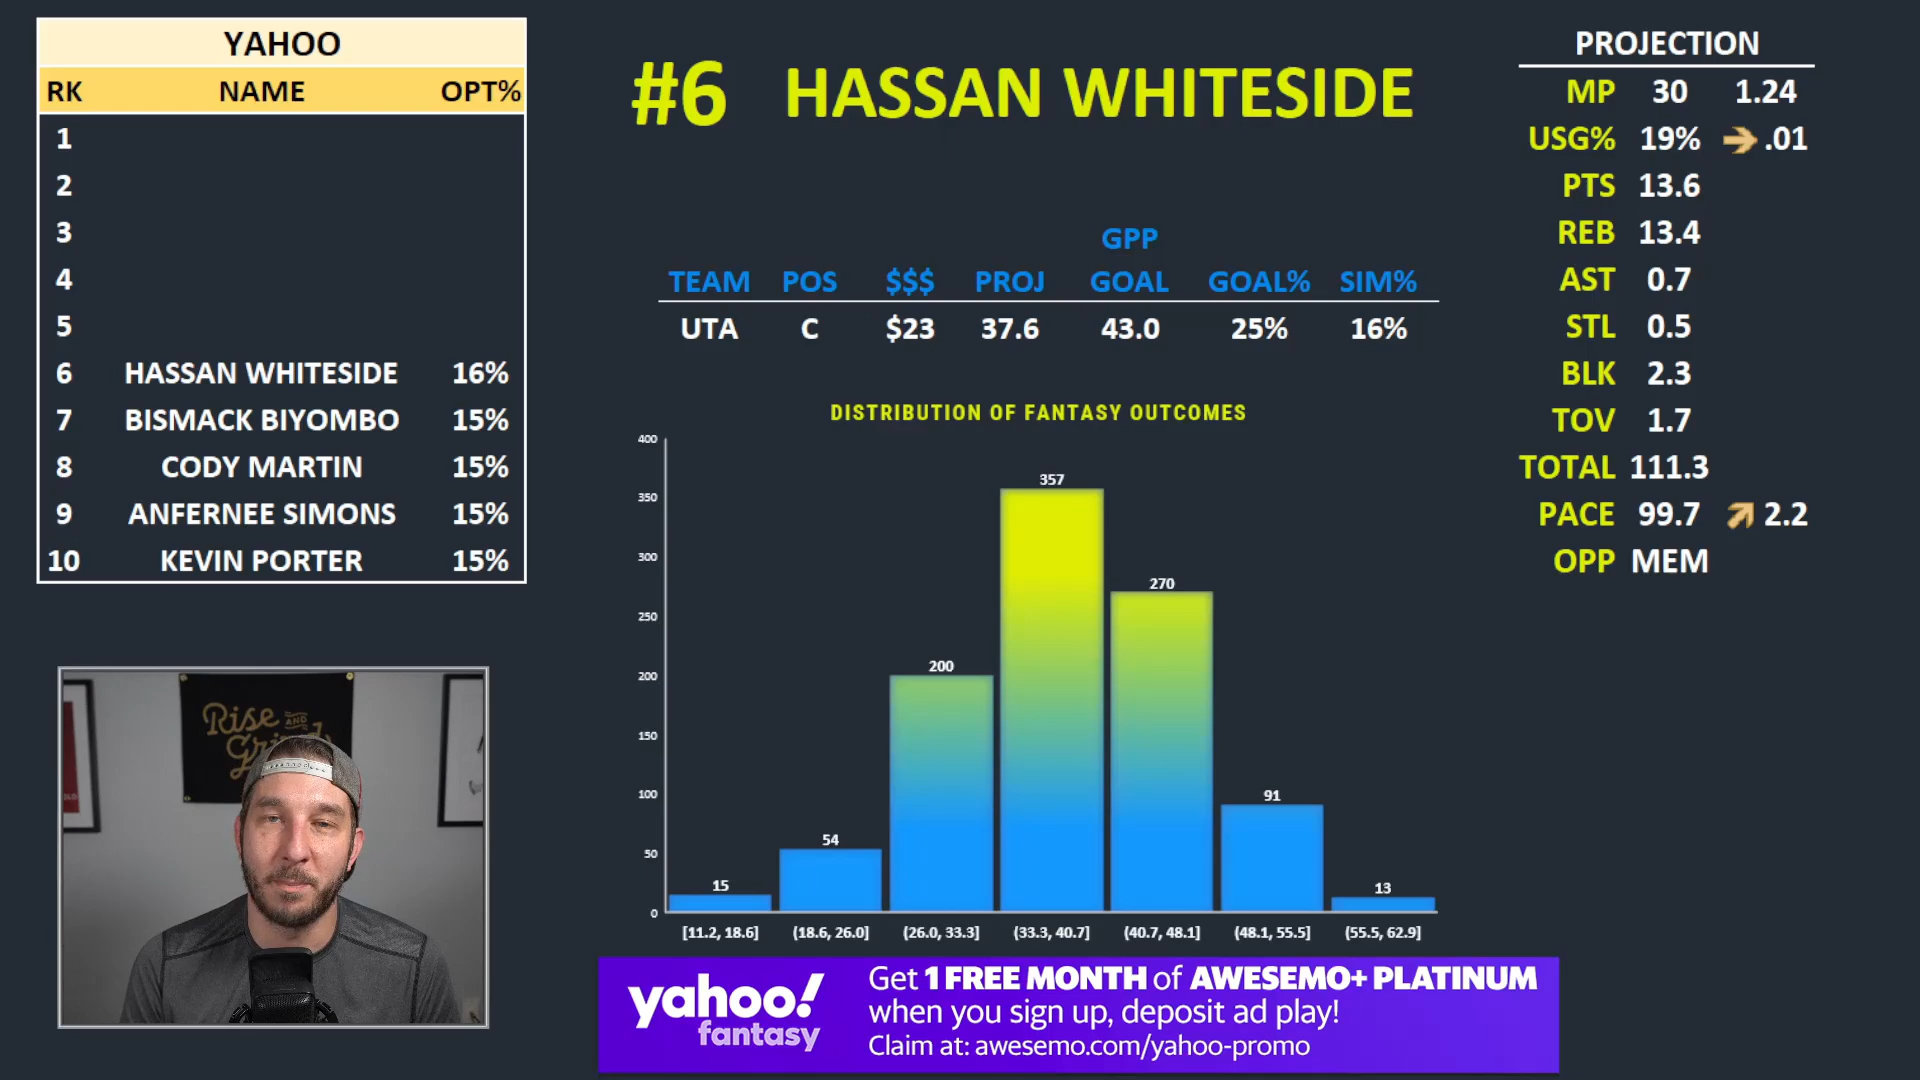 YAHOO
RK NAME OPT%
1
2
3
4
5
6 HASSAN WHITESIDE 16%
7 BISMACK BIYOMBO 15%
8 CODY MARTIN 15%
9 ANFERNEE SIMONS 15%
10 KEVIN PORTER 15%
#6 HASSAN WHITESIDE
GPP
TEAM POS $$$ PROJ GOAL GOAL% SIM%
UTA C $23 37.6 43.0 25% 16%
DISTRIBUTION OF FANTASY OUTCOMES
400
350
300
250
200
150
100
50
0
15
54
200
357
270
91
13
[11.2, 18.6] (18.6, 26.0] (26.0, 33.3] (33.3, 40.7] (40.7, 48.1] (48.1, 55.5] (55.5, 62.9]
PROJECTION
MP 30 1.24
USG% 19% .01
PTS 13.6
REB 13.4
AST 0.7
STL 0.5
BLK 2.3
TOV 1.7
TOTAL 111.3
PACE 99.7 2.2
OPP MEM
Rise AND
yahoo!
fantasy
Get 1 FREE MONTH of AWESEMO+ PLATINUM
when you sign up, deposit ad play!
Claim at: awesemo.com/yahoo-promo